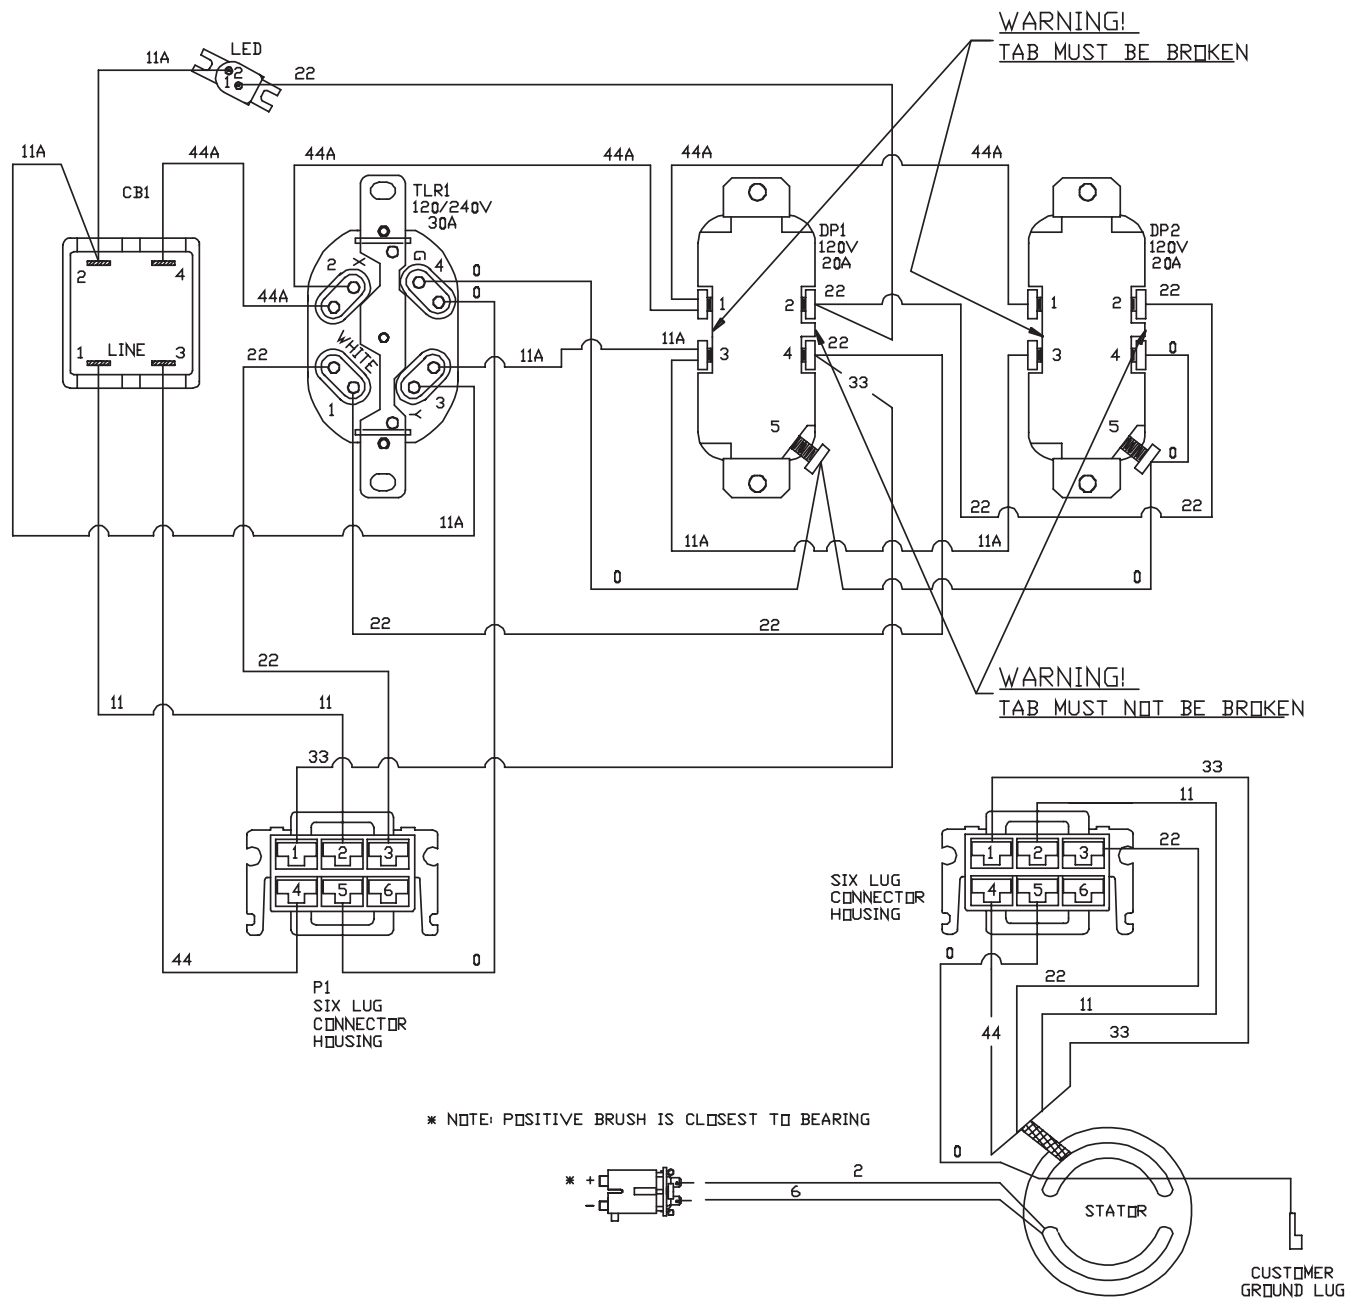 WARNING!
TAB MUST BE BROKEN
LED
11A
2
1
22
11A
44A
44A
44A
44A
44A
CB1
TLR1
120/240V
30A
DP1
120V
20A
DP2
120V
20A
2
4
2
X
G
4
0
0
44A
1
2
22
1
2
22
LINE
1
3
22
WHITE
11A
11A
3
4
22
33
3
4
0
1
Y
3
5
5
0
11A
22
22
11A
11A
0
0
22
22
22
WARNING!
TAB MUST NOT BE BROKEN
11
11
33
33
11
22
1
2
3
4
5
6
1
2
3
4
5
6
SIX LUG
CONNECTOR
HOUSING
44
0
0
22
P1
SIX LUG
CONNECTOR
HOUSING
11
44
33
* NOTE: POSITIVE BRUSH IS CLOSEST TO BEARING
0
* +
-
2
6
STATOR
CUSTOMER
GROUND LUG